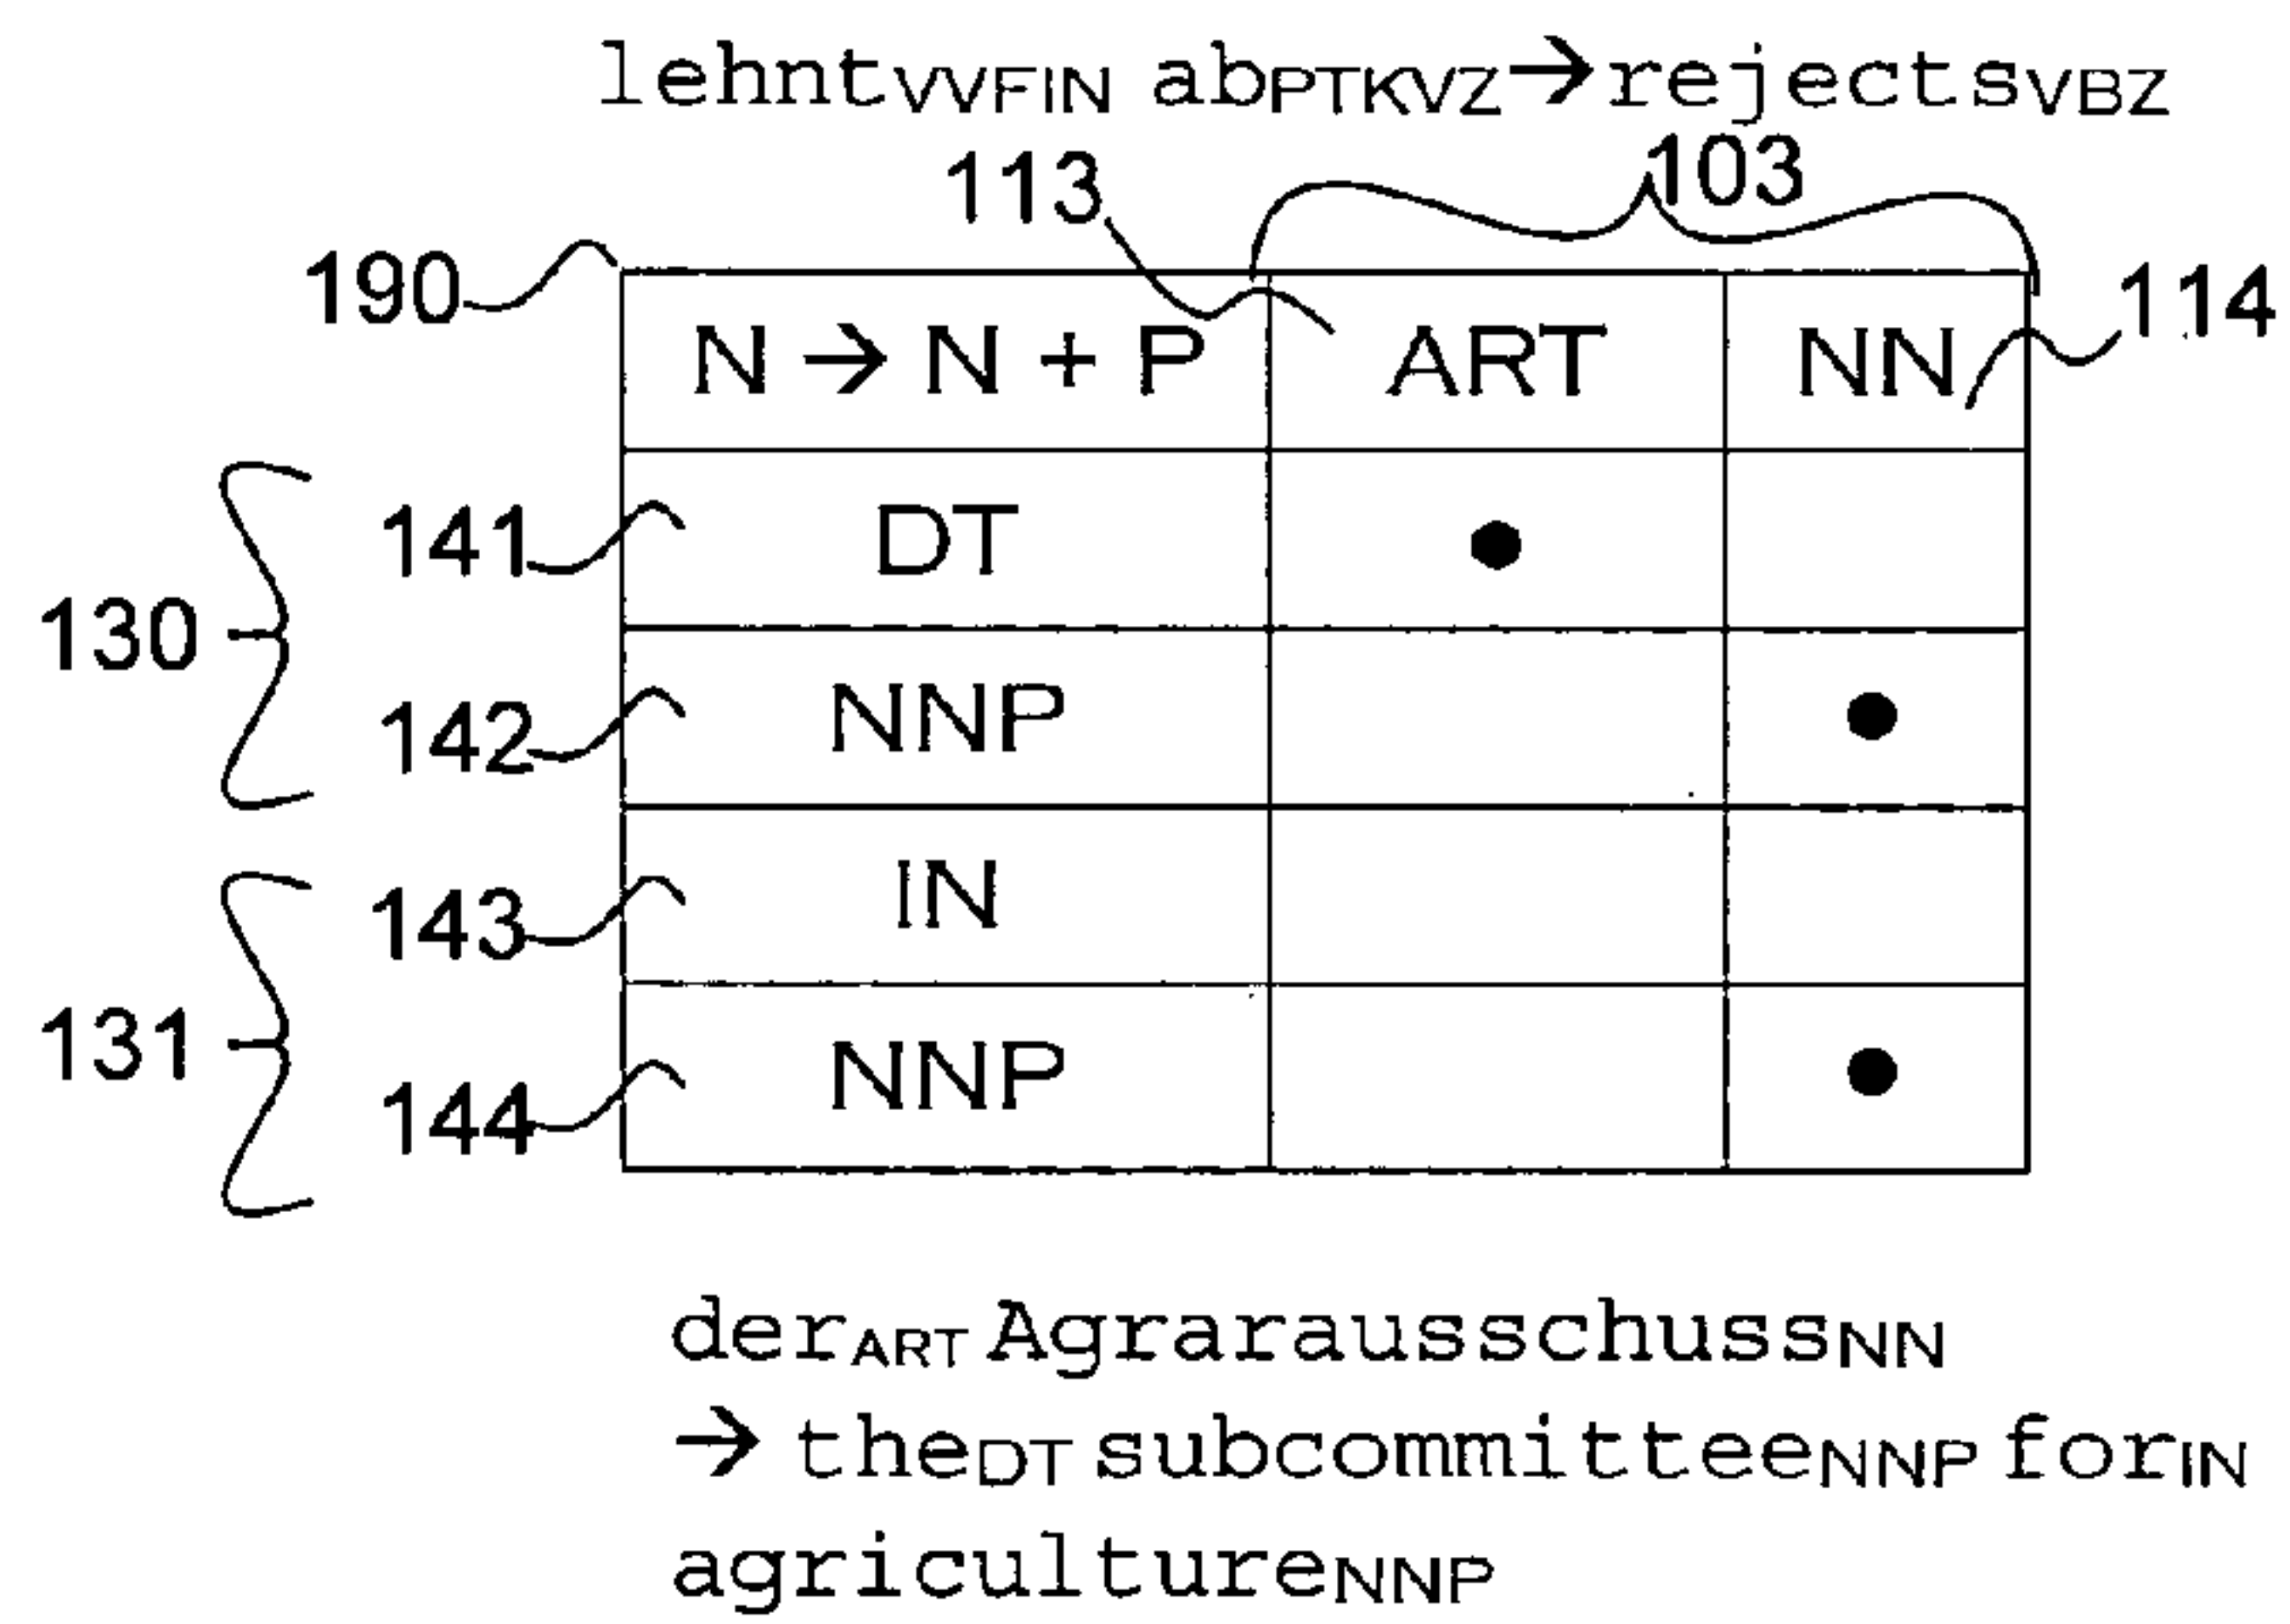 lehntVVFIN abPTKVZ→rejectsVBZ
113 103
190 N → N + P ART NN 114
141 DT
130
142 NNP
143 IN
131
144 NNP
derART AgrarausschussNN
→ theDT subcommitteeNNP forIN
agricultureNNP